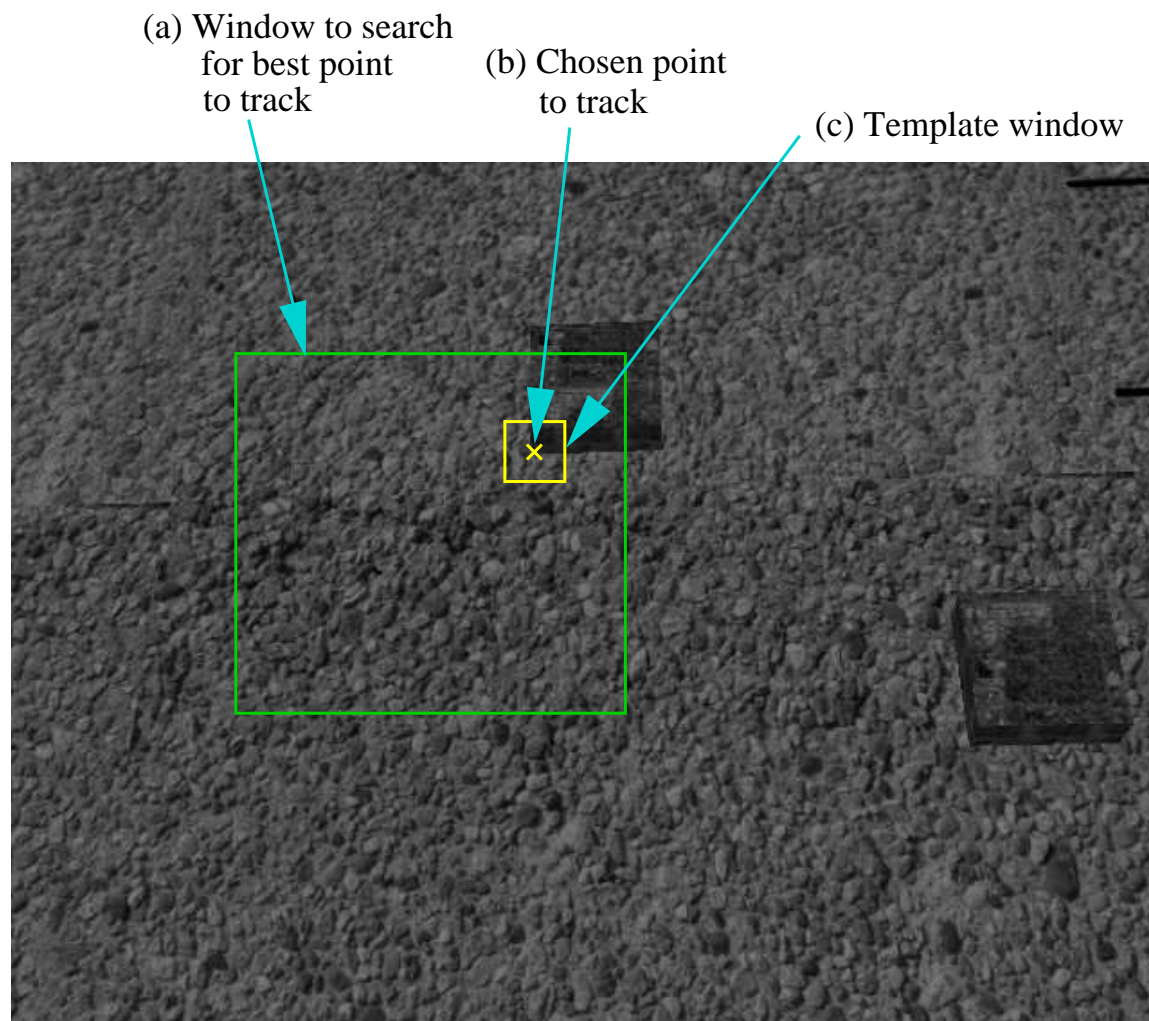 (a) Window to search
for best point
to track
(b) Chosen point
to track
(c) Template window